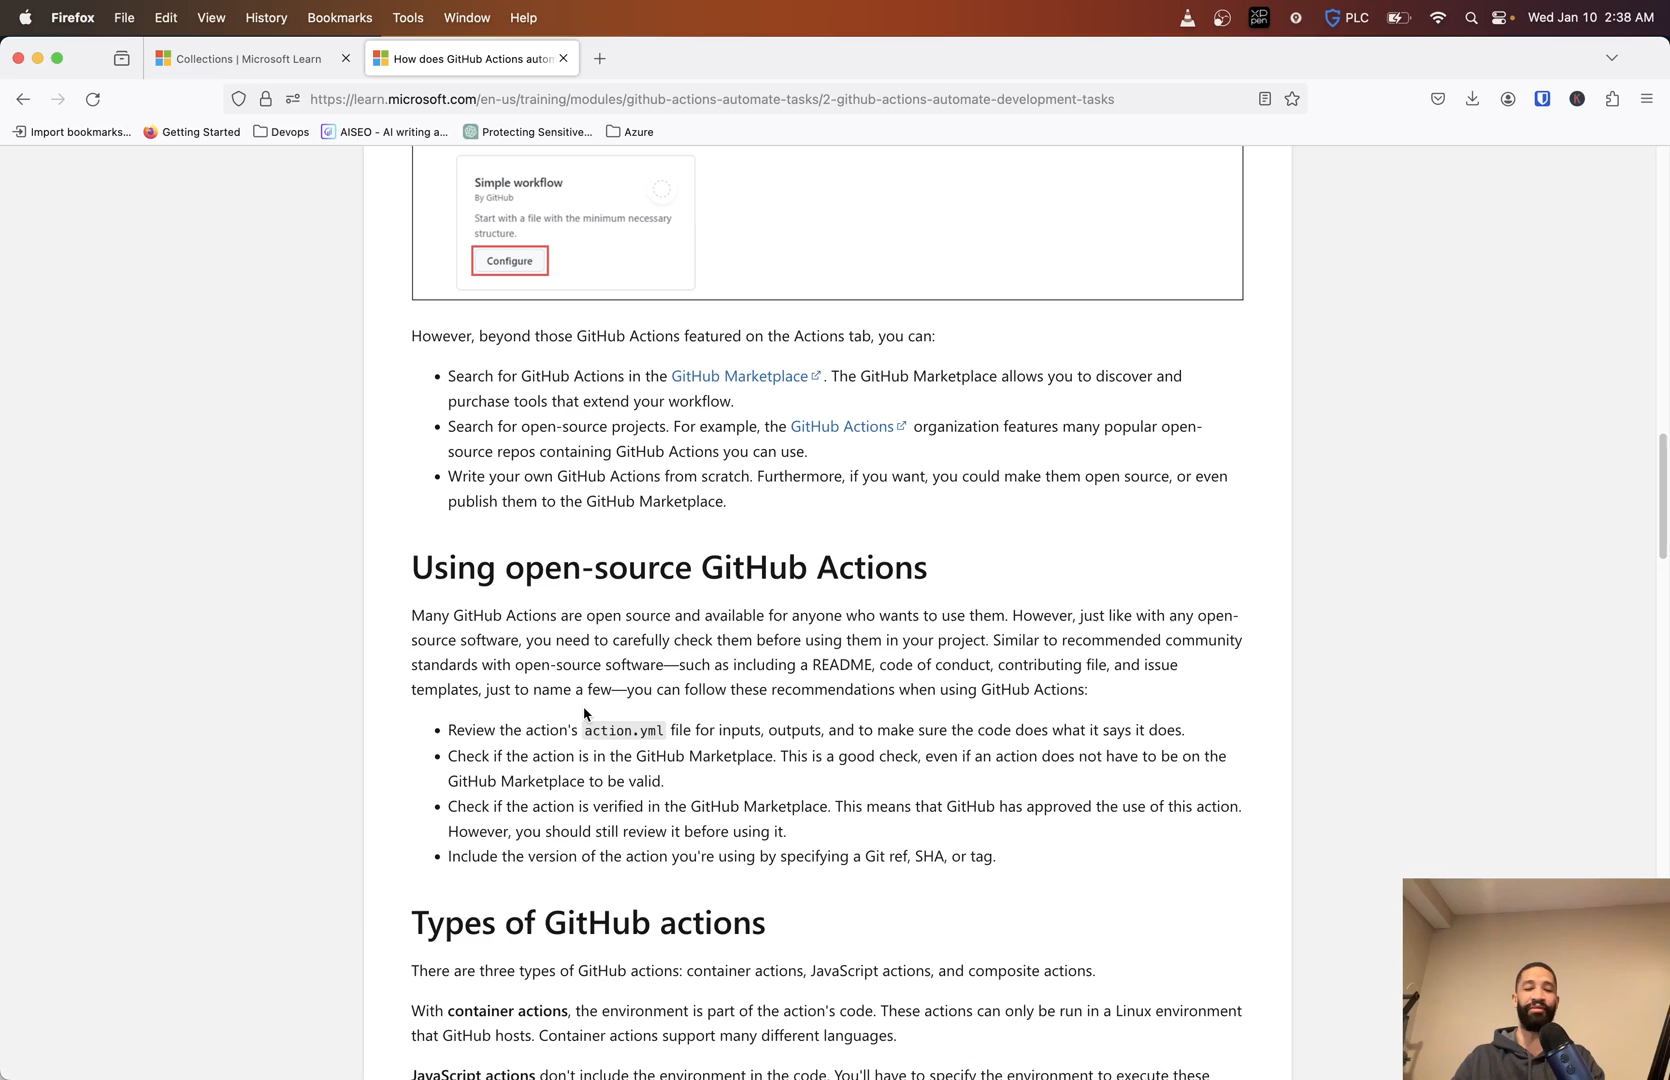 Firefox File Edit View History Bookmarks Tools Window Help
XP PEN
PLC
Wed Jan 10 2:38 AM
Collections | Microsoft Learn
How does GitHub Actions autom
https://learn.microsoft.com/en-us/training/modules/github-actions-automate-tasks/2-github-actions-automate-development-tasks
Import bookmarks... Getting Started Devops AISEO - AI writing a... Protecting Sensitive... Azure
Simple workflow
By GitHub
Start with a file with the minimum necessary
structure.
Configure
However, beyond those GitHub Actions featured on the Actions tab, you can:
• Search for GitHub Actions in the GitHub Marketplace. The GitHub Marketplace allows you to discover and
purchase tools that extend your workflow.
• Search for open-source projects. For example, the GitHub Actions organization features many popular open-
source repos containing GitHub Actions you can use.
• Write your own GitHub Actions from scratch. Furthermore, if you want, you could make them open source, or even
publish them to the GitHub Marketplace.
Using open-source GitHub Actions
Many GitHub Actions are open source and available for anyone who wants to use them. However, just like with any open-
source software, you need to carefully check them before using them in your project. Similar to recommended community
standards with open-source software—such as including a README, code of conduct, contributing file, and issue
templates, just to name a few—you can follow these recommendations when using GitHub Actions:
• Review the action's action.yml file for inputs, outputs, and to make sure the code does what it says it does.
• Check if the action is in the GitHub Marketplace. This is a good check, even if an action does not have to be on the
GitHub Marketplace to be valid.
• Check if the action is verified in the GitHub Marketplace. This means that GitHub has approved the use of this action.
However, you should still review it before using it.
• Include the version of the action you're using by specifying a Git ref, SHA, or tag.
Types of GitHub actions
There are three types of GitHub actions: container actions, JavaScript actions, and composite actions.
With container actions, the environment is part of the action's code. These actions can only be run in a Linux environment
that GitHub hosts. Container actions support many different languages.
JavaScript actions don't include the environment in the code. You'll have to specify the environment to execute these